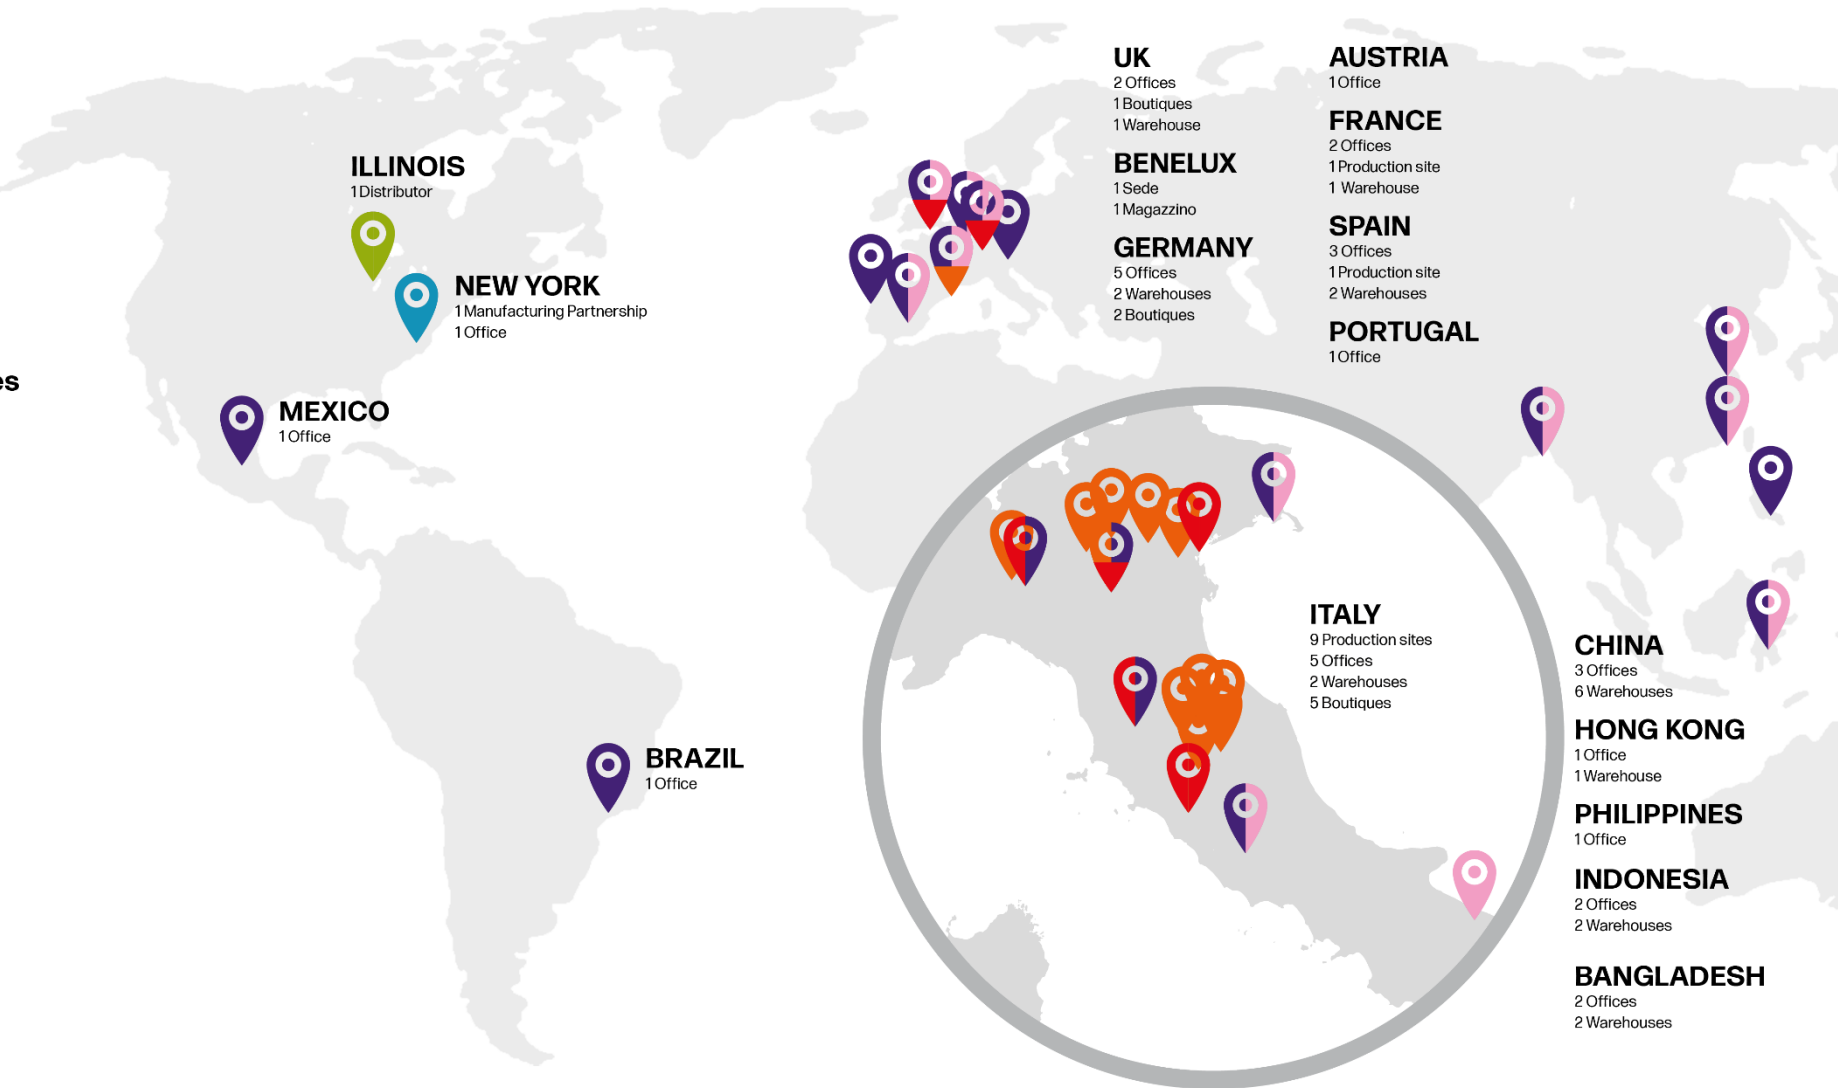 es
ILLINOIS
1 Distributor
NEW YORK
1 Manufacturing Partnership
1 Office
MEXICO
1 Office
BRAZIL
1 Office
UK
2 Offices
1 Boutiques
1 Warehouse
BENELUX
1 Sede
1 Magazzino
GERMANY
5 Offices
2 Warehouses
2 Boutiques
AUSTRIA
1 Office
FRANCE
2 Offices
1 Production site
1 Warehouse
SPAIN
3 Offices
1 Production site
2 Warehouses
PORTUGAL
1 Office
ITALY
9 Production sites
5 Offices
2 Warehouses
5 Boutiques
CHINA
3 Offices
6 Warehouses
HONG KONG
1 Office
1 Warehouse
PHILIPPINES
1 Office
INDONESIA
2 Offices
2 Warehouses
BANGLADESH
2 Offices
2 Warehouses